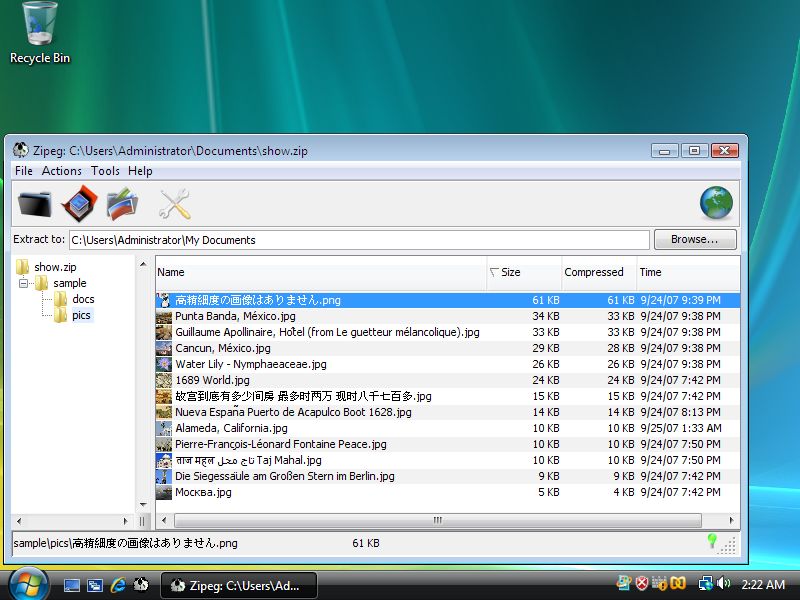 Recycle Bin
Zipeg: C:\Users\Administrator\Documents\show.zip
File Actions Tools Help
Extract to: C:\Users\Administrator\My Documents Browse...
show.zip
sample
docs
pics
Name Size Compressed Time
高精細度の画像はありません.png 61 KB 61 KB 9/24/07 9:39 PM
Punta Banda, México.jpg 34 KB 33 KB 9/24/07 9:38 PM
Guillaume Apollinaire, Hôtel (from Le guetteur mélancolique).jpg 33 KB 33 KB 9/24/07 9:38 PM
Cancun, México.jpg 29 KB 28 KB 9/24/07 9:38 PM
Water Lily - Nymphaeaceae.jpg 26 KB 26 KB 9/24/07 9:38 PM
1689 World.jpg 24 KB 24 KB 9/24/07 7:42 PM
故宫到底有多少间房 最多时两万 现时八千七百多.jpg 15 KB 15 KB 9/24/07 7:42 PM
Nueva España Puerto de Acapulco Boot 1628.jpg 14 KB 14 KB 9/24/07 8:13 PM
Alameda, California.jpg 10 KB 10 KB 9/25/07 1:33 AM
Pierre-François-Léonard Fontaine Peace.jpg 10 KB 10 KB 9/24/07 7:50 PM
ताज महल تاج محل Taj Mahal.jpg 10 KB 10 KB 9/24/07 7:50 PM
Die Siegessäule am Großen Stern im Berlin.jpg 9 KB 9 KB 9/24/07 7:42 PM
Москва.jpg 5 KB 4 KB 9/24/07 7:42 PM
sample\pics\高精細度の画像はありません.png 61 KB
Zipeg: C:\Users\Ad... 2:22 AM